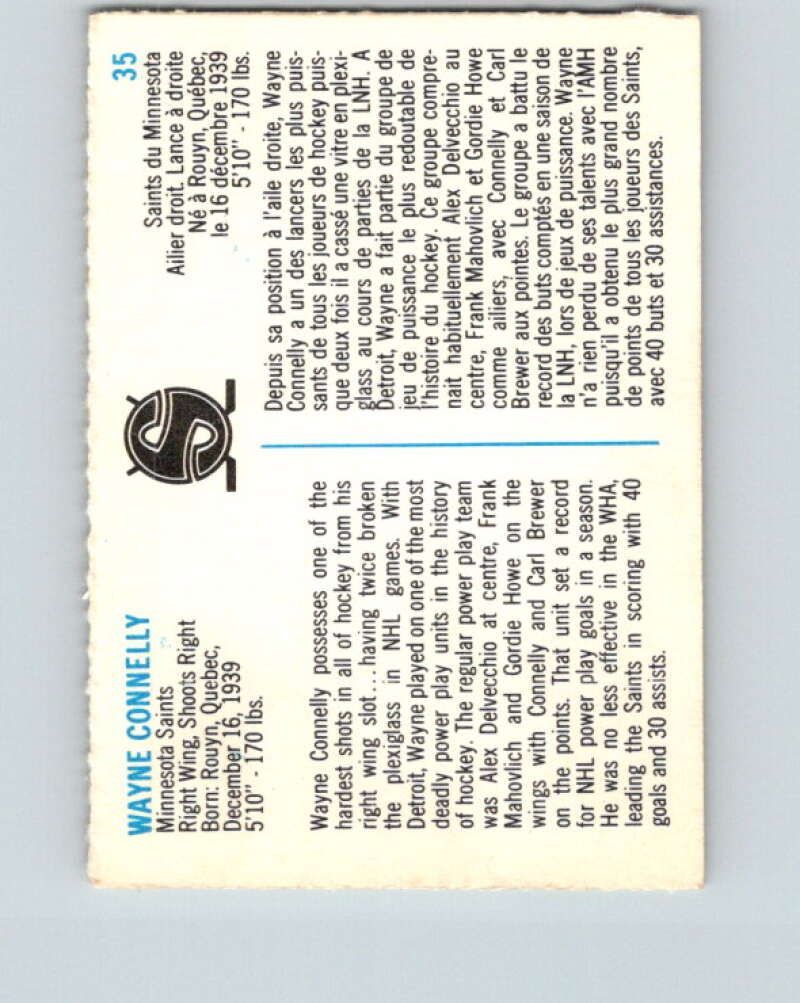 WAYNE CONNELLY
Minnesota Saints
Right Wing, Shoots Right
Born: Rouyn, Quebec,
December 16, 1939
5'10" - 170 lbs.
Wayne Connelly possesses one of the
hardest shots in all of hockey from his
right wing slot... having twice broken
the plexiglass in NHL games. With
Detroit, Wayne played on one of the most
deadly power play units in the history
of hockey. The regular power play team
was Alex Delvecchio at centre, Frank
Mahovlich and Gordie Howe on the
wings with Connelly and Carl Brewer
on the points. That unit set a record
for NHL power play goals in a season.
He was no less effective in the WHA,
leading the Saints in scoring with 40
goals and 30 assists.
35
Saints du Minnesota
Ailier droit. Lance à droite
Né à Rouyn, Québec,
le 16 décembre 1939
5'10" - 170 lbs.
Depuis sa position à l'aile droite, Wayne
Connelly a un des lancers les plus puis-
sants de tous les joueurs de hockey puis-
que deux fois il a cassé une vitre en plexi-
glass au cours de parties de la LNH. A
Detroit, Wayne a fait partie du groupe de
jeu de puissance le plus redoutable de
l'histoire du hockey. Ce groupe compre-
nait habituellement Alex Delvecchio au
centre, Frank Mahovlich et Gordie Howe
comme ailiers, avec Connelly et Carl
Brewer aux pointes. Le groupe a battu le
record des buts comptés en une saison de
la LNH, lors de jeux de puissance. Wayne
n'a rien perdu de ses talents avec l'AMH
puisqu'il a obtenu le plus grand nombre
de points de tous les joueurs des Saints,
avec 40 buts et 30 assistances.